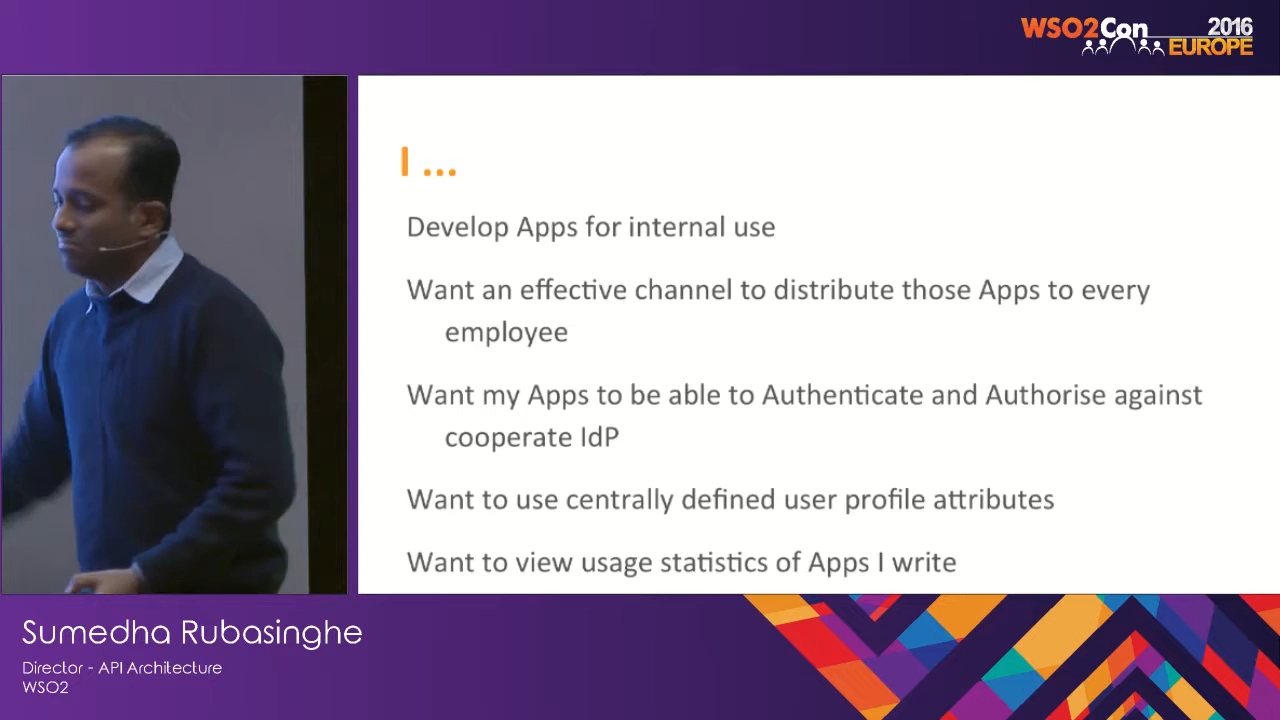 WSO2Con 2016
EUROPE
I ...
Develop Apps for internal use
Want an effective channel to distribute those Apps to every
employee
Want my Apps to be able to Authenticate and Authorise against
cooperate IdP
Want to use centrally defined user profile attributes
Want to view usage statistics of Apps I write
Sumedha Rubasinghe
Director - API Architecture
WSO2